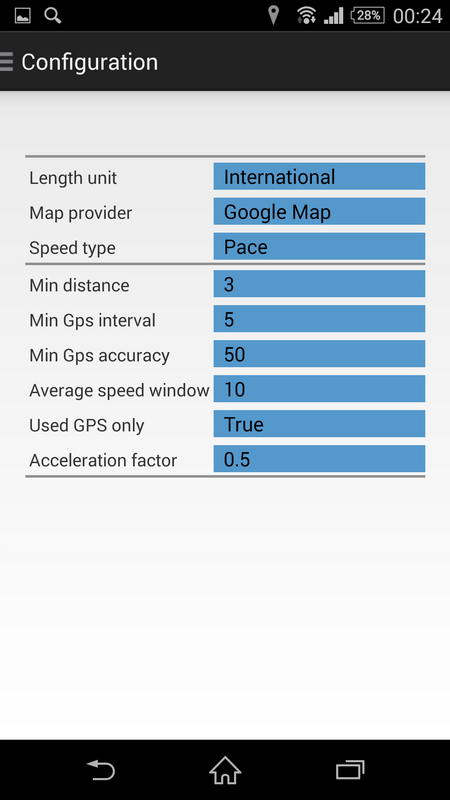 28% 00:24
Configuration
Length unit International
Map provider Google Map
Speed type Pace
Min distance 3
Min Gps interval 5
Min Gps accuracy 50
Average speed window 10
Used GPS only True
Acceleration factor 0.5